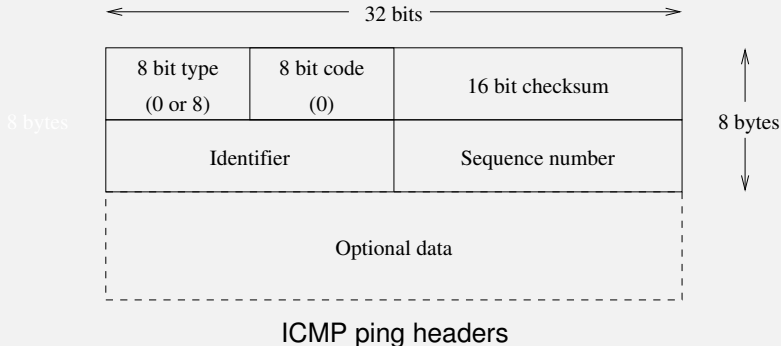 32 bits
8 bit type
(0 or 8)
8 bit code
(0)
16 bit checksum
8 bytes
8 bytes
Identifier
Sequence number
Optional data
ICMP ping headers